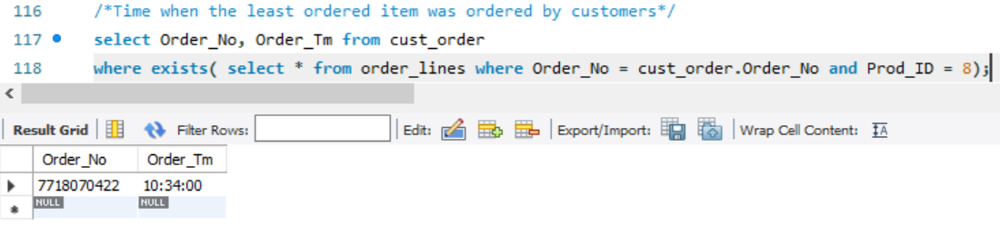 116 /*Time when the least ordered item was ordered by customers*/
117 select Order_No, Order_Tm from cust_order
118 where exists( select * from order_lines where Order_No = cust_order.Order_No and Prod_ID = 8);
Result Grid Filter Rows: Edit: Export/Import: Wrap Cell Content: IA
Order_No Order_Tm
7718070422 10:34:00
NULL NULL